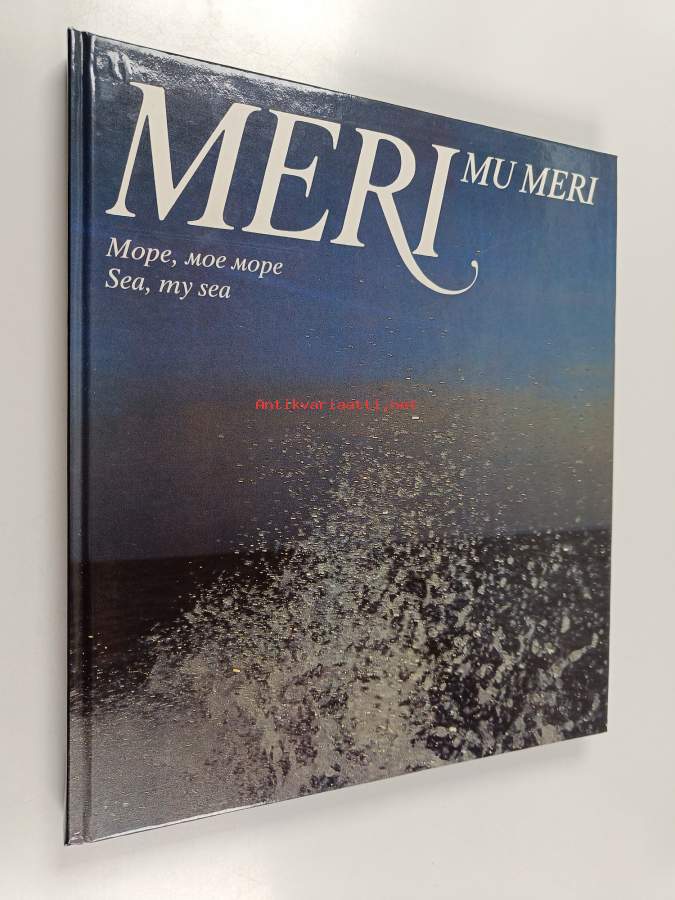 MERI MU MERI
Море, мое море
Sea, my sea
Antikvariaatti.net